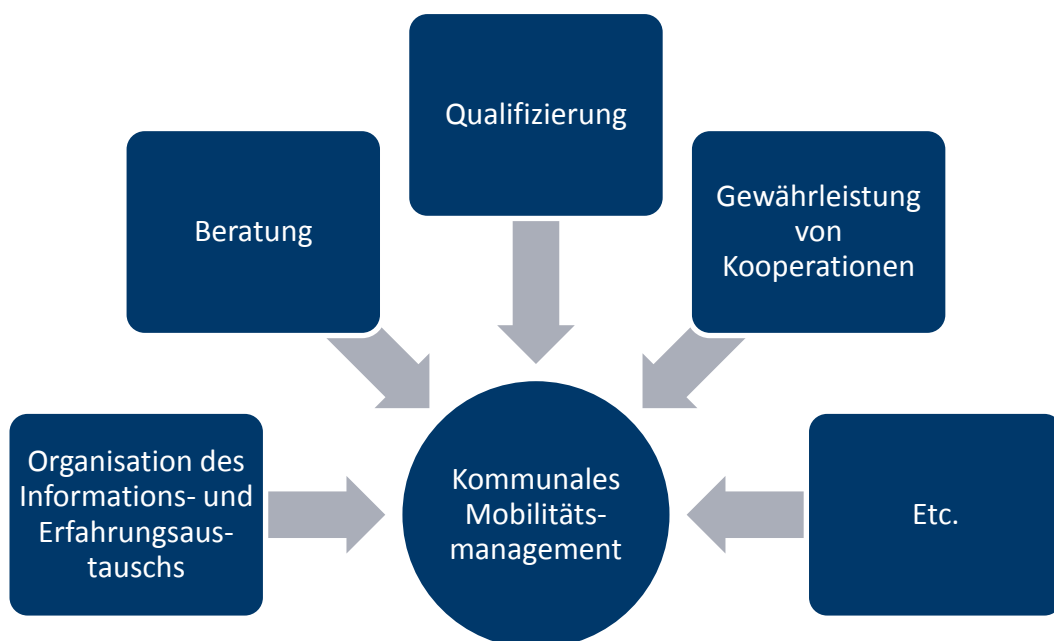 Qualifizierung
Beratung
Gewährleistung
von
Kooperationen
Organisation des
Informations- und
Erfahrungsaus-
tauschs
Kommunales
Mobilitäts-
management
Etc.